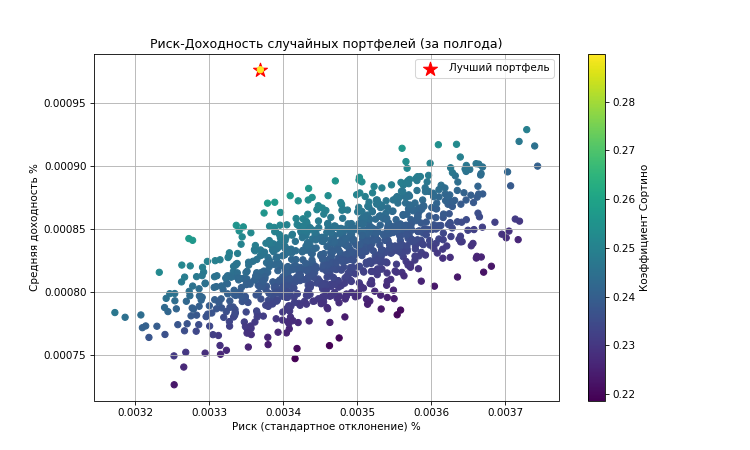 Риск-Доходность случайных портфелей (за полгода)
Лучший портфель
Средняя доходность %
0.00095
0.00090
0.00085
0.00080
0.00075
0.0032 0.0033 0.0034 0.0035 0.0036 0.0037
Риск (стандартное отклонение) %
0.28
0.27
0.26
0.25
0.24
0.23
0.22
Коэффициент Сортино